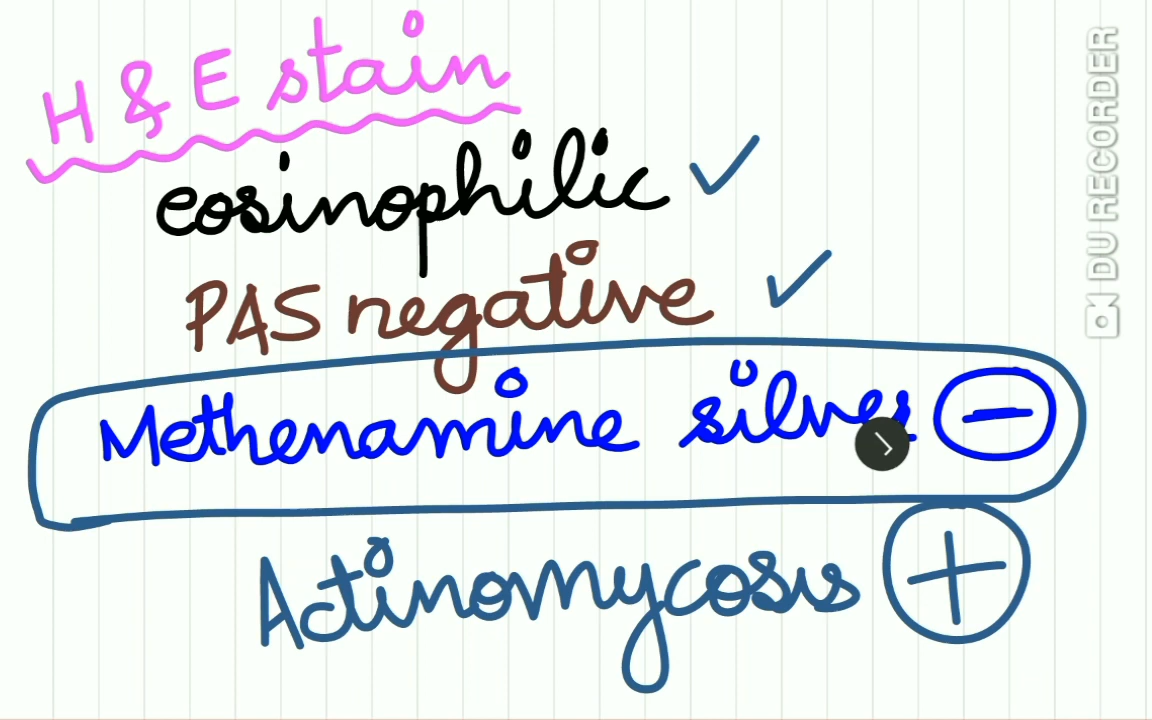 H & E stain
eosinophilic ✓
PAS negative ✓
Methenamine silver −
Actinomycosis +
DU RECORDER